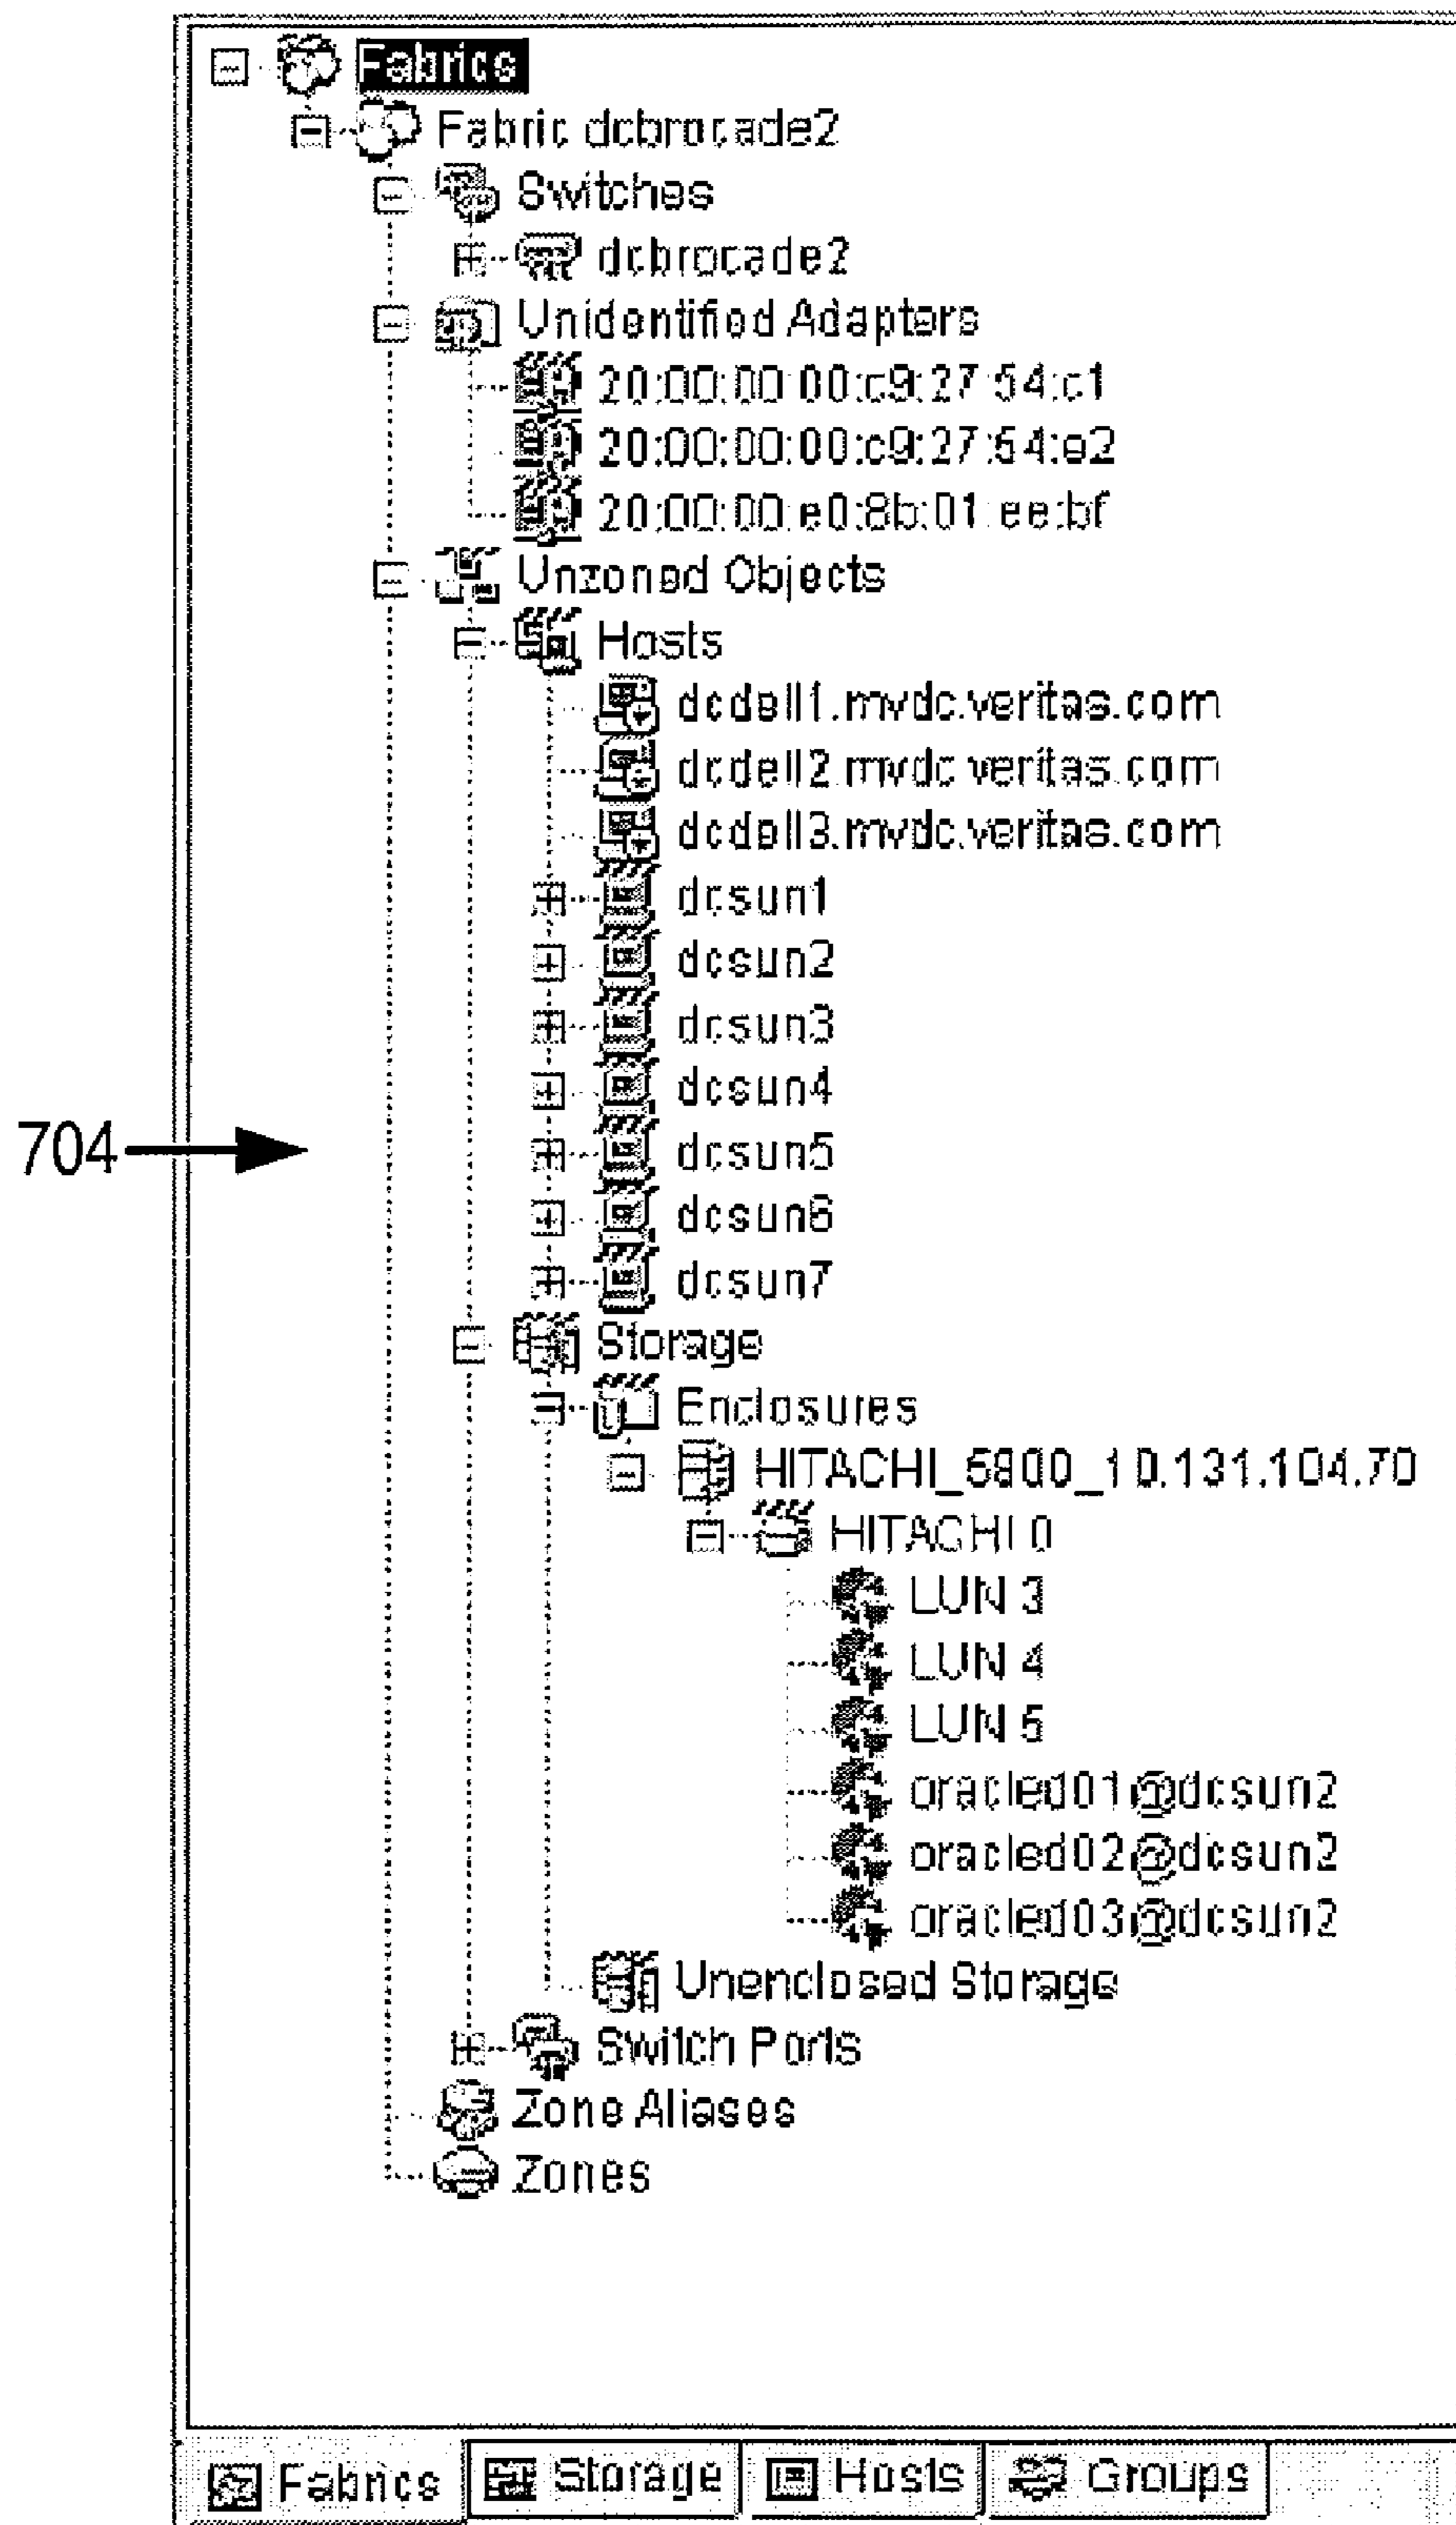 Fabrics
Fabric dcbrocade2
Switches
dcbrocade2
Unidentified Adapters
20:00:00:00:c9:27:54:c1
20:00:00:00:c9:27:54:e2
20:00:00:e0:8b:01:ee:bf
Unzoned Objects
Hosts
dcdell1.mvdc.veritas.com
dcdell2.mvdc.veritas.com
dcdell3.mvdc.veritas.com
dcsun1
dcsun2
dcsun3
dcsun4
704
dcsun5
dcsun6
dcsun7
Storage
Enclosures
HITACHI_5800_10.131.104.70
HITACHI 0
LUN 3
LUN 4
LUN 5
oracled01@dcsun2
oracled02@dcsun2
oracled03@dcsun2
Unenclosed Storage
Switch Ports
Zone Aliases
Zones
Fabrics Storage Hosts Groups